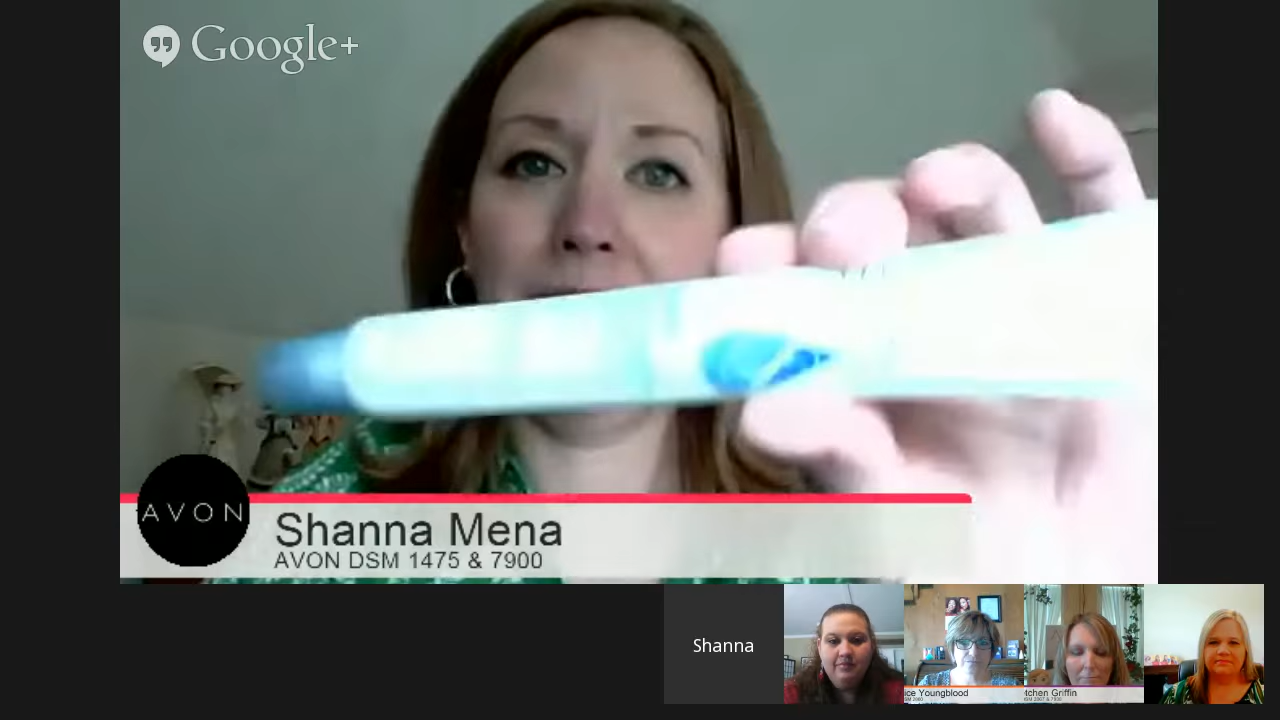 Google+
AVON
Shanna Mena
AVON DSM 1475 & 7900
Shanna
ice Youngblood
tchen Griffin